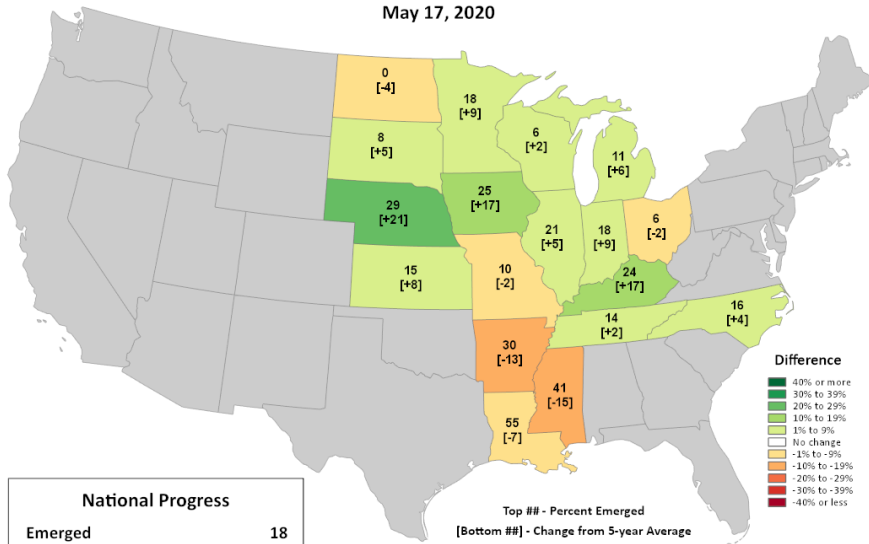 May 17, 2020
0
[-4]
18
[+9]
8
[+5]
6
[+2]
11
[+6]
29
[+21]
25
[+17]
21
[+5]
18
[+9]
6
[-2]
15
[+8]
10
[-2]
24
[+17]
14
[+2]
16
[+4]
30
[-13]
41
[-15]
55
[-7]
Difference
40% or more
30% to 39%
20% to 29%
10% to 19%
1% to 9%
No change
-1% to -9%
-10% to -19%
-20% to -29%
-30% to -39%
-40% or less
National Progress
Emerged 18
Top ## - Percent Emerged
[Bottom ##] - Change from 5-year Average